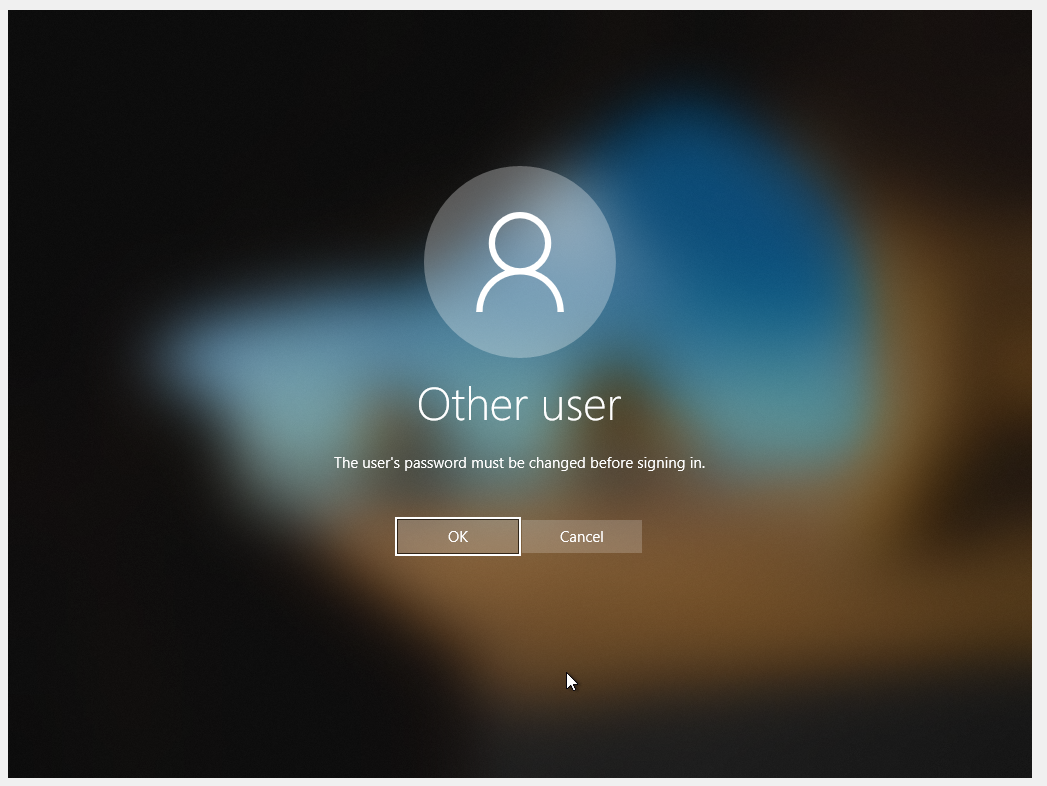 Other user
The user's password must be changed before signing in.
OK
Cancel